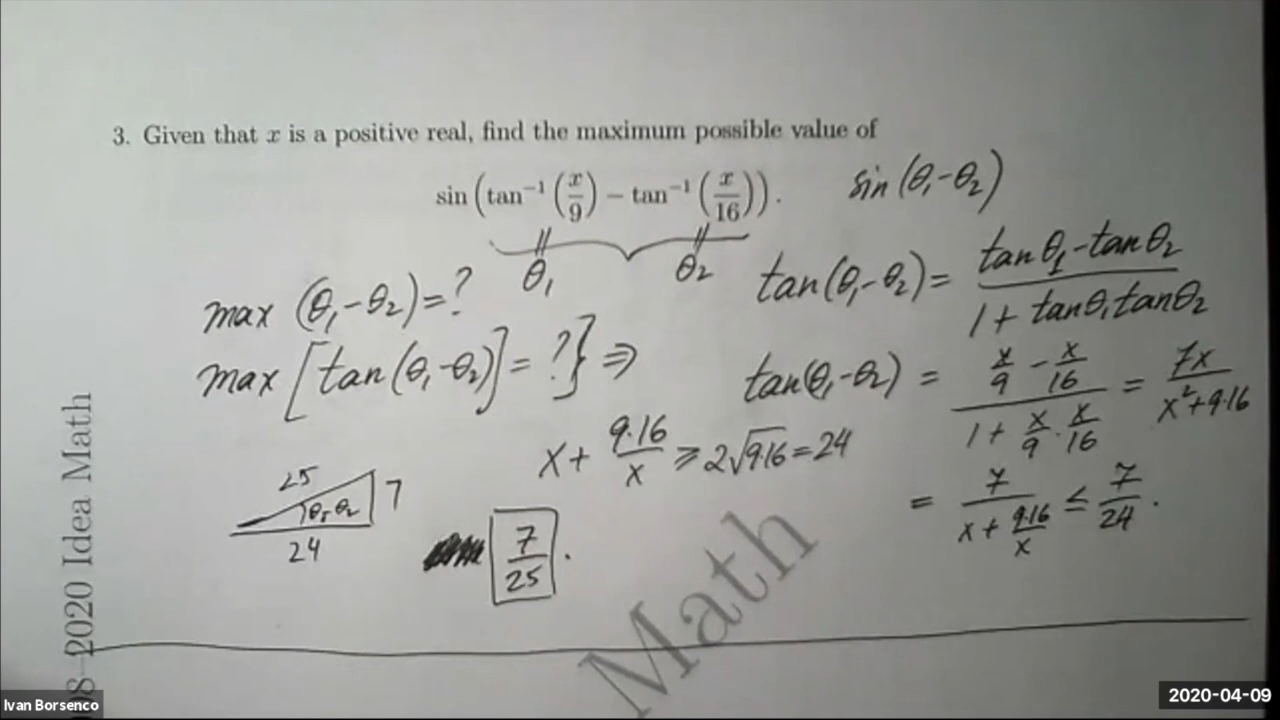 3. Given that x is a positive real, find the maximum possible value of
sin (tan⁻¹ (x/9) − tan⁻¹ (x/16)).
sin (θ₁-θ₂)
θ₁ θ₂
tan(θ₁-θ₂) = (tanθ₁-tanθ₂)/(1+tanθ₁tanθ₂)
max (θ₁-θ₂)=?
max [tan(θ₁-θ₂)]= ?} ⇒
tan(θ₁-θ₂) = (x/9 - x/16)/(1+ x/9 · x/16) = 7x/(x²+9·16)
x+ 9·16/x ≥ 2√9·16 = 24
= 7/(x+ 9·16/x) ≤ 7/24 .
25 θ₁-θ₂ 7
24
7/25 .
08–2020 Idea Math
Math
Ivan Borsenco
2020-04-09